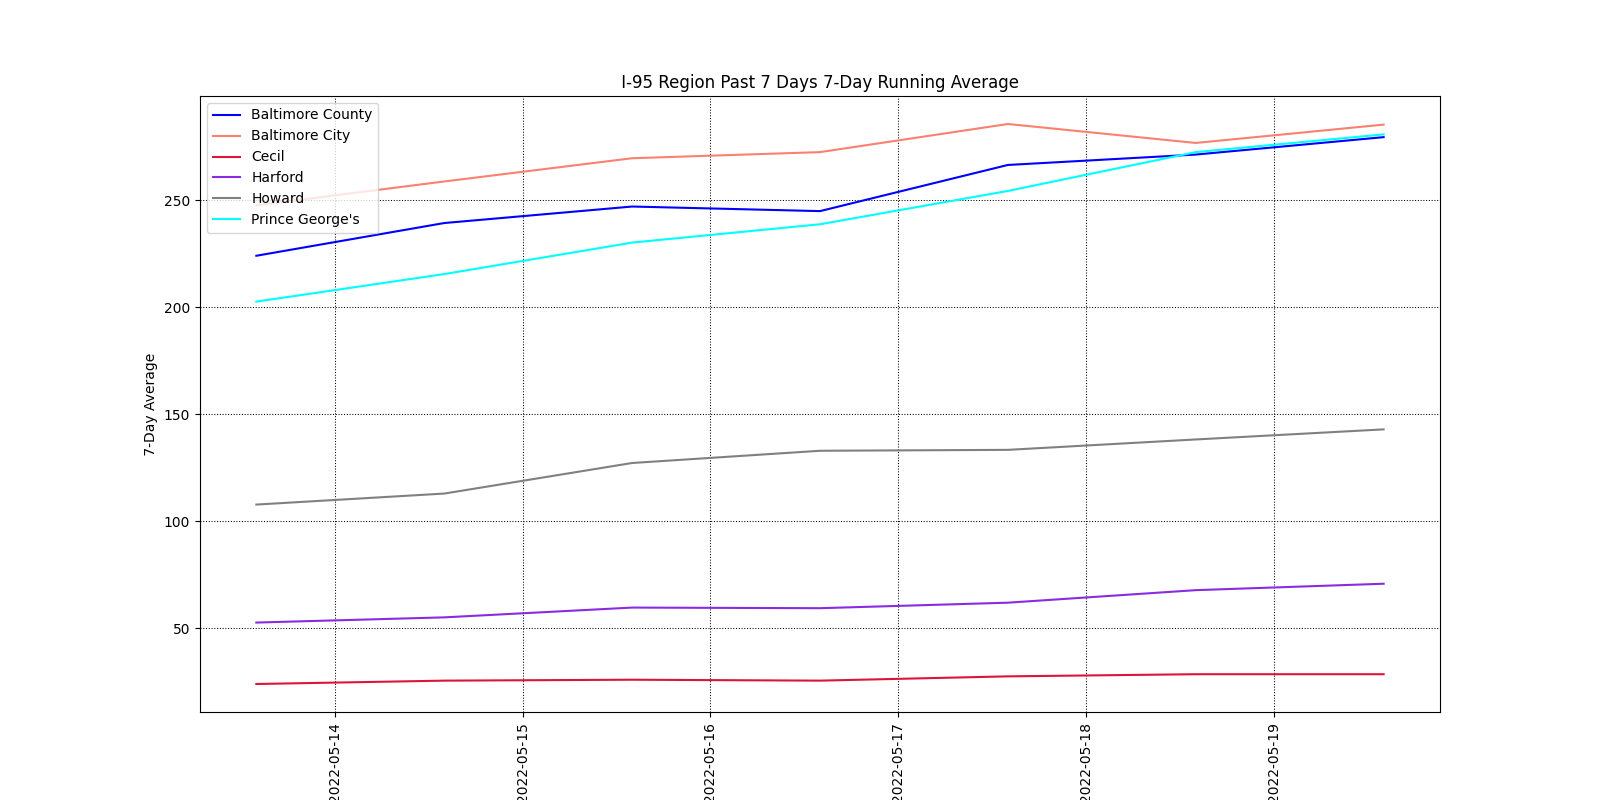 I-95 Region Past 7 Days 7-Day Running Average
Baltimore County
Baltimore City
Cecil
Harford
Howard
Prince George's
250
200
150
100
50
7-Day Average
2022-05-14
2022-05-15
2022-05-16
2022-05-17
2022-05-18
2022-05-19